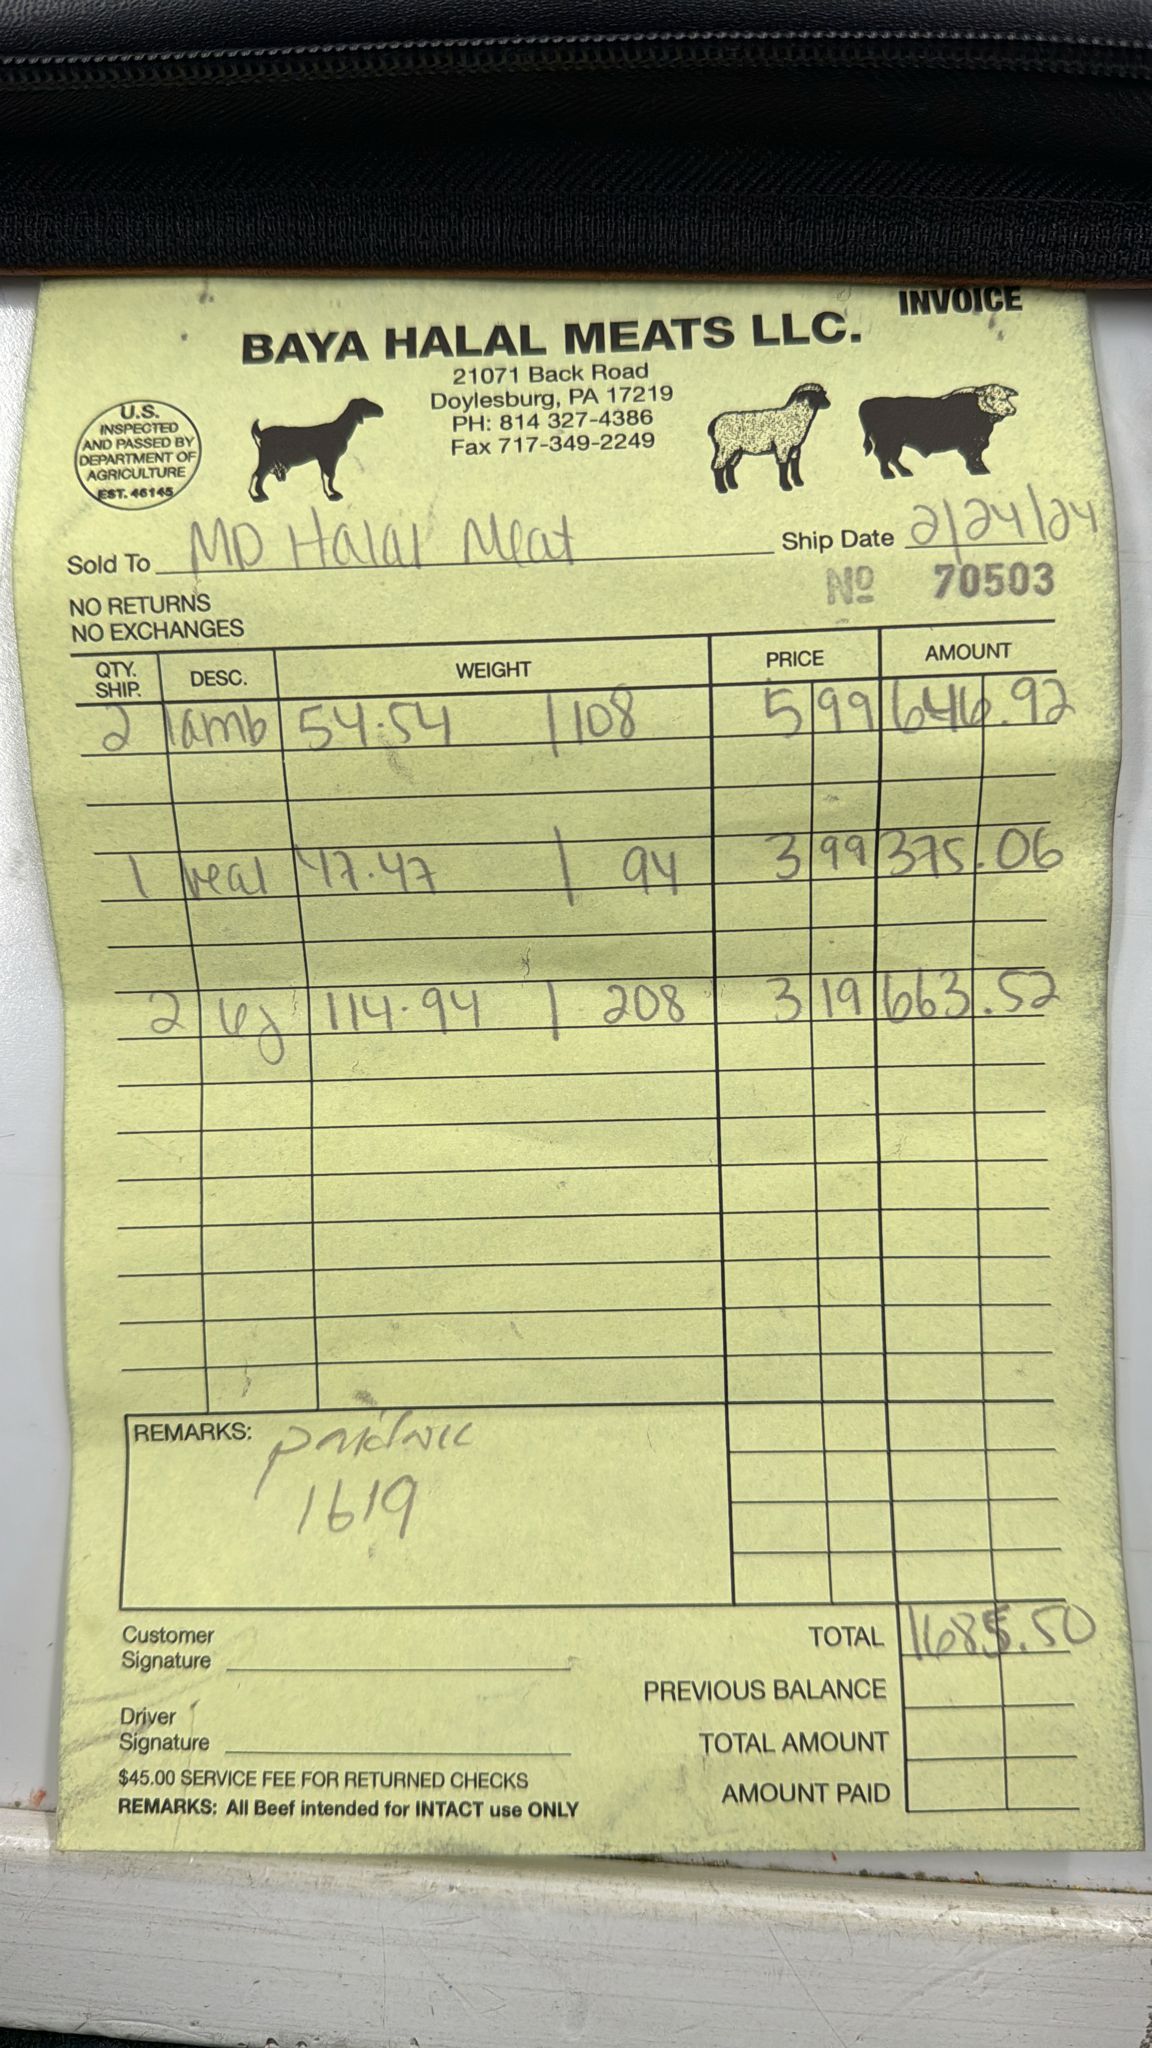 INVOICE
BAYA HALAL MEATS LLC.
21071 Back Road
Doylesburg, PA 17219
PH: 814 327-4386
Fax 717-349-2249
U.S.
INSPECTED
AND PASSED BY
DEPARTMENT OF
AGRICULTURE
EST. 46145
Sold To MD Halal Meat Ship Date 2/24/24
No 70503
NO RETURNS
NO EXCHANGES
QTY. SHIP. DESC. WEIGHT PRICE AMOUNT
2 lamb 54.54 | 108 5 99 646.92
1 veal 47.47 | 94 3 99 375.06
2 leg 114.94 | 208 3 19 663.52
REMARKS: paid
1619
TOTAL 1685.50
PREVIOUS BALANCE
TOTAL AMOUNT
AMOUNT PAID
Customer
Signature
Driver
Signature
$45.00 SERVICE FEE FOR RETURNED CHECKS
REMARKS: All Beef intended for INTACT use ONLY